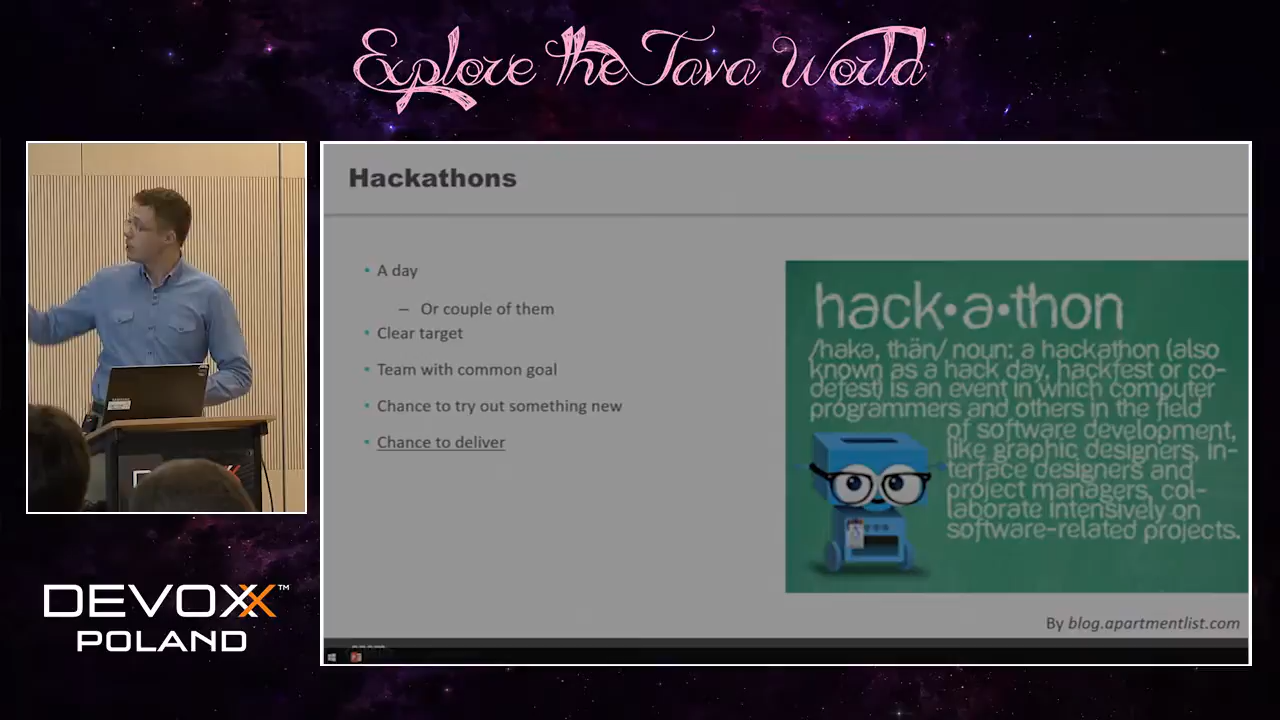 Explore the Java World
Hackathons
• A day
– Or couple of them
• Clear target
• Team with common goal
• Chance to try out something new
• Chance to deliver
hack•a•thon
/hakə, thän/ noun: a hackathon (also
known as a hack day, hackfest or co-
defest) is an event in which computer
programmers and others in the field
of software development,
like graphic designers, in-
terface designers and
project managers, col-
laborate intensively on
software-related projects.
By blog.apartmentlist.com
DEVOXX™
POLAND